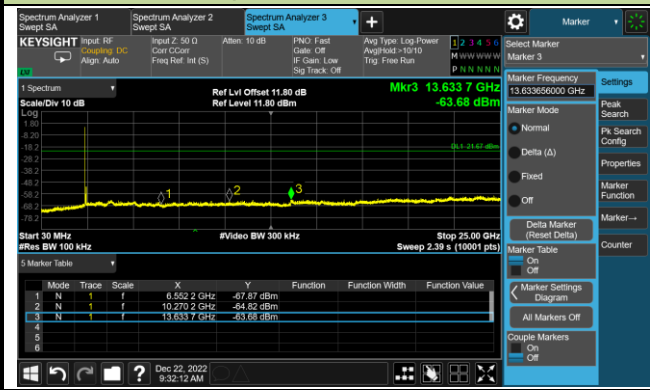 Spectrum Analyzer 1
Swept SA
Spectrum Analyzer 2
Swept SA
Spectrum Analyzer 3
Swept SA
+
Marker
KEYSIGHT
Input: RF
Coupling: DC
Align: Auto
Input Z: 50 Ω
Corr CCorr
Freq Ref: Int (S)
Atten: 10 dB
PNO: Fast
Gate: Off
IF Gain: Low
Sig Track: Off
Avg Type: Log-Power
Avg|Hold:>10/10
Trig: Free Run
1 2 3 4 5 6
M W W W W W
P N N N N N
Select Marker
Marker 3
LXI
1 Spectrum
Scale/Div 10 dB
Ref Lvl Offset 11.80 dB
Ref Level 11.80 dBm
Mkr3 13.633 7 GHz
-63.68 dBm
Log
1.80
-8.20
-18.2
-28.2
-38.2
-48.2
-58.2
-68.2
-78.2
DL1 -21.67 dBm
1
2
3
Start 30 MHz
#Res BW 100 kHz
#Video BW 300 kHz
Stop 25.00 GHz
Sweep 2.39 s (10001 pts)
5 Marker Table
Mode Trace Scale X Y Function Function Width Function Value
1 N 1 f 6.552 2 GHz -67.87 dBm
2 N 1 f 10.270 2 GHz -64.82 dBm
3 N 1 f 13.633 7 GHz -63.68 dBm
4
5
6
Marker Frequency
13.633656000 GHz
Marker Mode
Normal
Delta (Δ)
Fixed
Off
Delta Marker
(Reset Delta)
Marker Table
On
Off
Marker Settings
Diagram
All Markers Off
Couple Markers
On
Off
Settings
Peak
Search
Pk Search
Config
Properties
Marker
Function
Marker→
Counter
?
Dec 22, 2022
9:32:12 AM